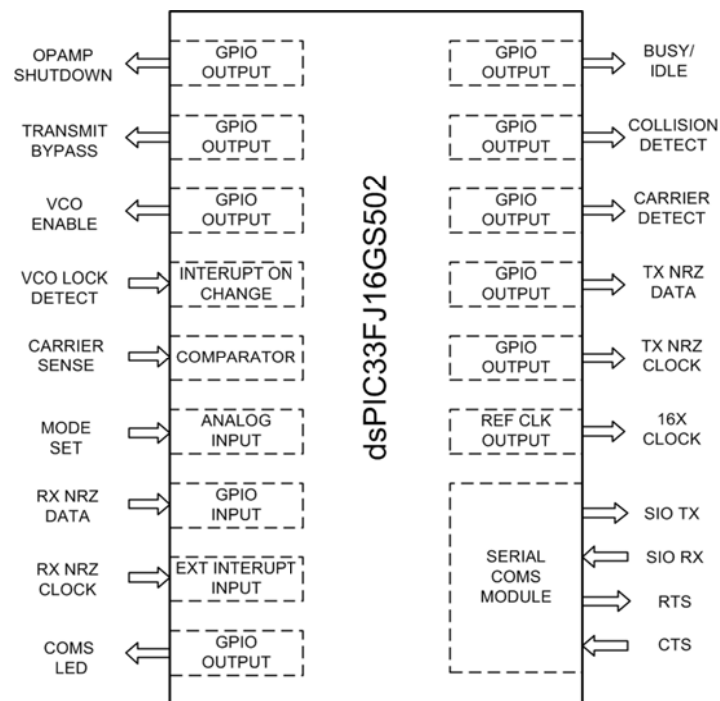 OPAMP
SHUTDOWN
GPIO
OUTPUT
TRANSMIT
BYPASS
GPIO
OUTPUT
VCO
ENABLE
GPIO
OUTPUT
VCO LOCK
DETECT
INTERUPT ON
CHANGE
CARRIER
SENSE
COMPARATOR
MODE
SET
ANALOG
INPUT
RX NRZ
DATA
GPIO
INPUT
RX NRZ
CLOCK
EXT INTERUPT
INPUT
COMS
LED
GPIO
OUTPUT
dsPIC33FJ16GS502
GPIO
OUTPUT
BUSY/
IDLE
GPIO
OUTPUT
COLLISION
DETECT
GPIO
OUTPUT
CARRIER
DETECT
GPIO
OUTPUT
TX NRZ
DATA
GPIO
OUTPUT
TX NRZ
CLOCK
REF CLK
OUTPUT
16X
CLOCK
SERIAL
COMS
MODULE
SIO TX
SIO RX
RTS
CTS